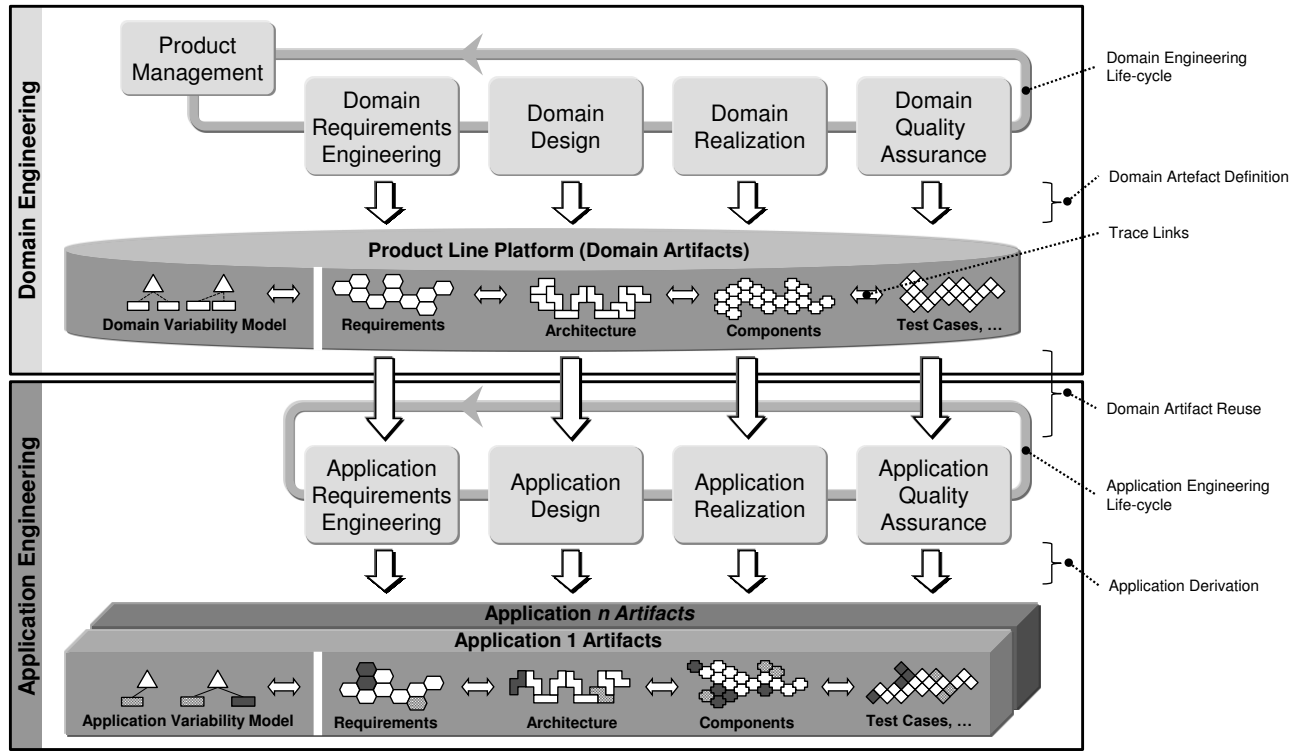 Domain Engineering
Product
Management
Domain
Requirements
Engineering
Domain
Design
Domain
Realization
Domain
Quality
Assurance
Domain Engineering
Life-cycle
Domain Artefact Definition
Trace Links
Product Line Platform (Domain Artifacts)
Domain Variability Model
Requirements
Architecture
Components
Test Cases, …
Domain Artifact Reuse
Application Engineering
Application
Requirements
Engineering
Application
Design
Application
Realization
Application
Quality
Assurance
Application Engineering
Life-cycle
Application Derivation
Application n Artifacts
Application 1 Artifacts
Application Variability Model
Requirements
Architecture
Components
Test Cases, …